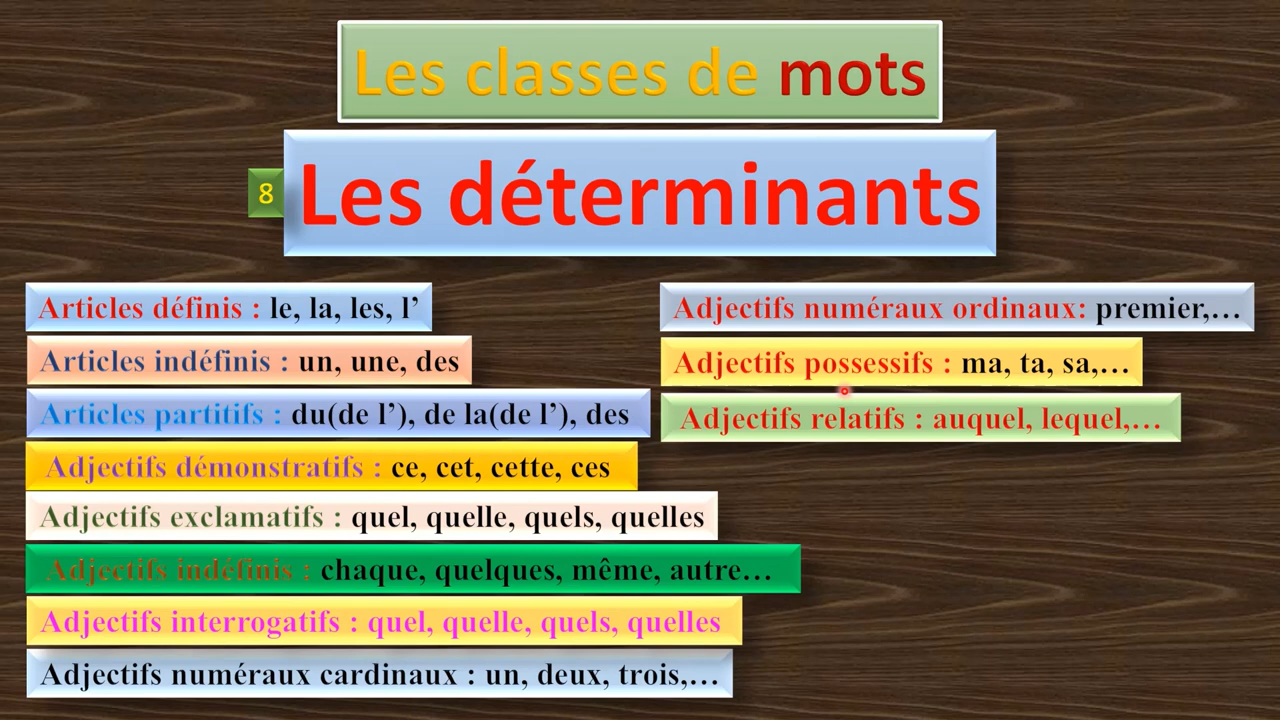 Les classes de mots
8
Les déterminants
Articles définis : le, la, les, l’
Articles indéfinis : un, une, des
Articles partitifs : du(de l’), de la(de l’), des
Adjectifs démonstratifs : ce, cet, cette, ces
Adjectifs exclamatifs : quel, quelle, quels, quelles
Adjectifs indéfinis : chaque, quelques, même, autre…
Adjectifs interrogatifs : quel, quelle, quels, quelles
Adjectifs numéraux cardinaux : un, deux, trois,…
Adjectifs numéraux ordinaux: premier,…
Adjectifs possessifs : ma, ta, sa,…
Adjectifs relatifs : auquel, lequel,…